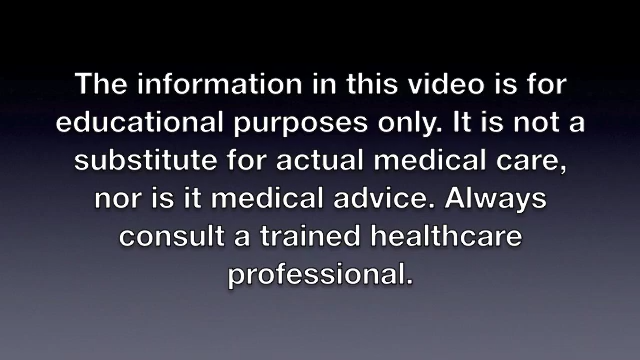 The information in this video is for
educational purposes only. It is not a
substitute for actual medical care,
nor is it medical advice. Always
consult a trained healthcare
professional.